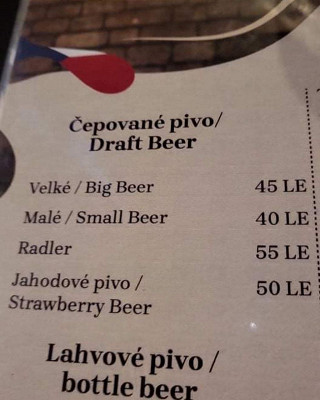 Čepované pivo/
Draft Beer
Velké / Big Beer 45 LE
Malé / Small Beer 40 LE
Radler 55 LE
Jahodové pivo /
Strawberry Beer 50 LE
Lahvové pivo /
bottle beer